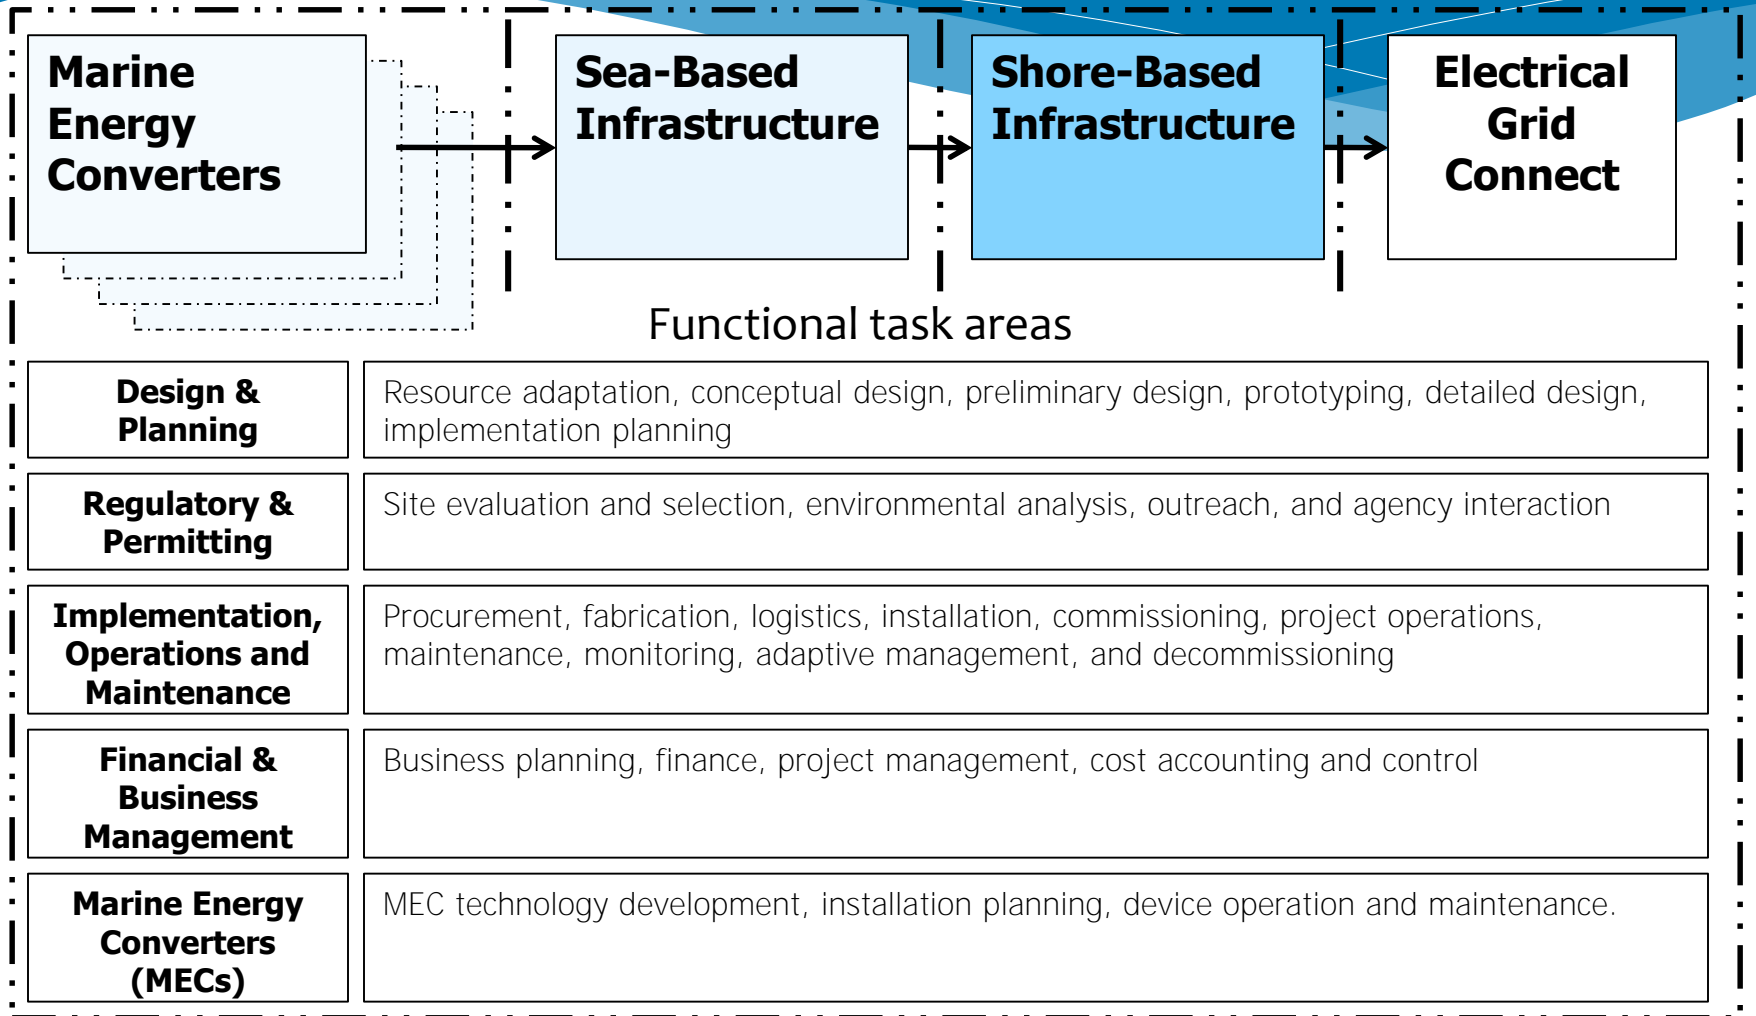 Marine
Energy
Converters
Sea-Based
Infrastructure
Shore-Based
Infrastructure
Electrical
Grid
Connect
Functional task areas
Design &
Planning
Resource adaptation, conceptual design, preliminary design, prototyping, detailed design,
implementation planning
Regulatory &
Permitting
Site evaluation and selection, environmental analysis, outreach, and agency interaction
Implementation,
Operations and
Maintenance
Procurement, fabrication, logistics, installation, commissioning, project operations,
maintenance, monitoring, adaptive management, and decommissioning
Financial &
Business
Management
Business planning, finance, project management, cost accounting and control
Marine Energy
Converters
(MECs)
MEC technology development, installation planning, device operation and maintenance.